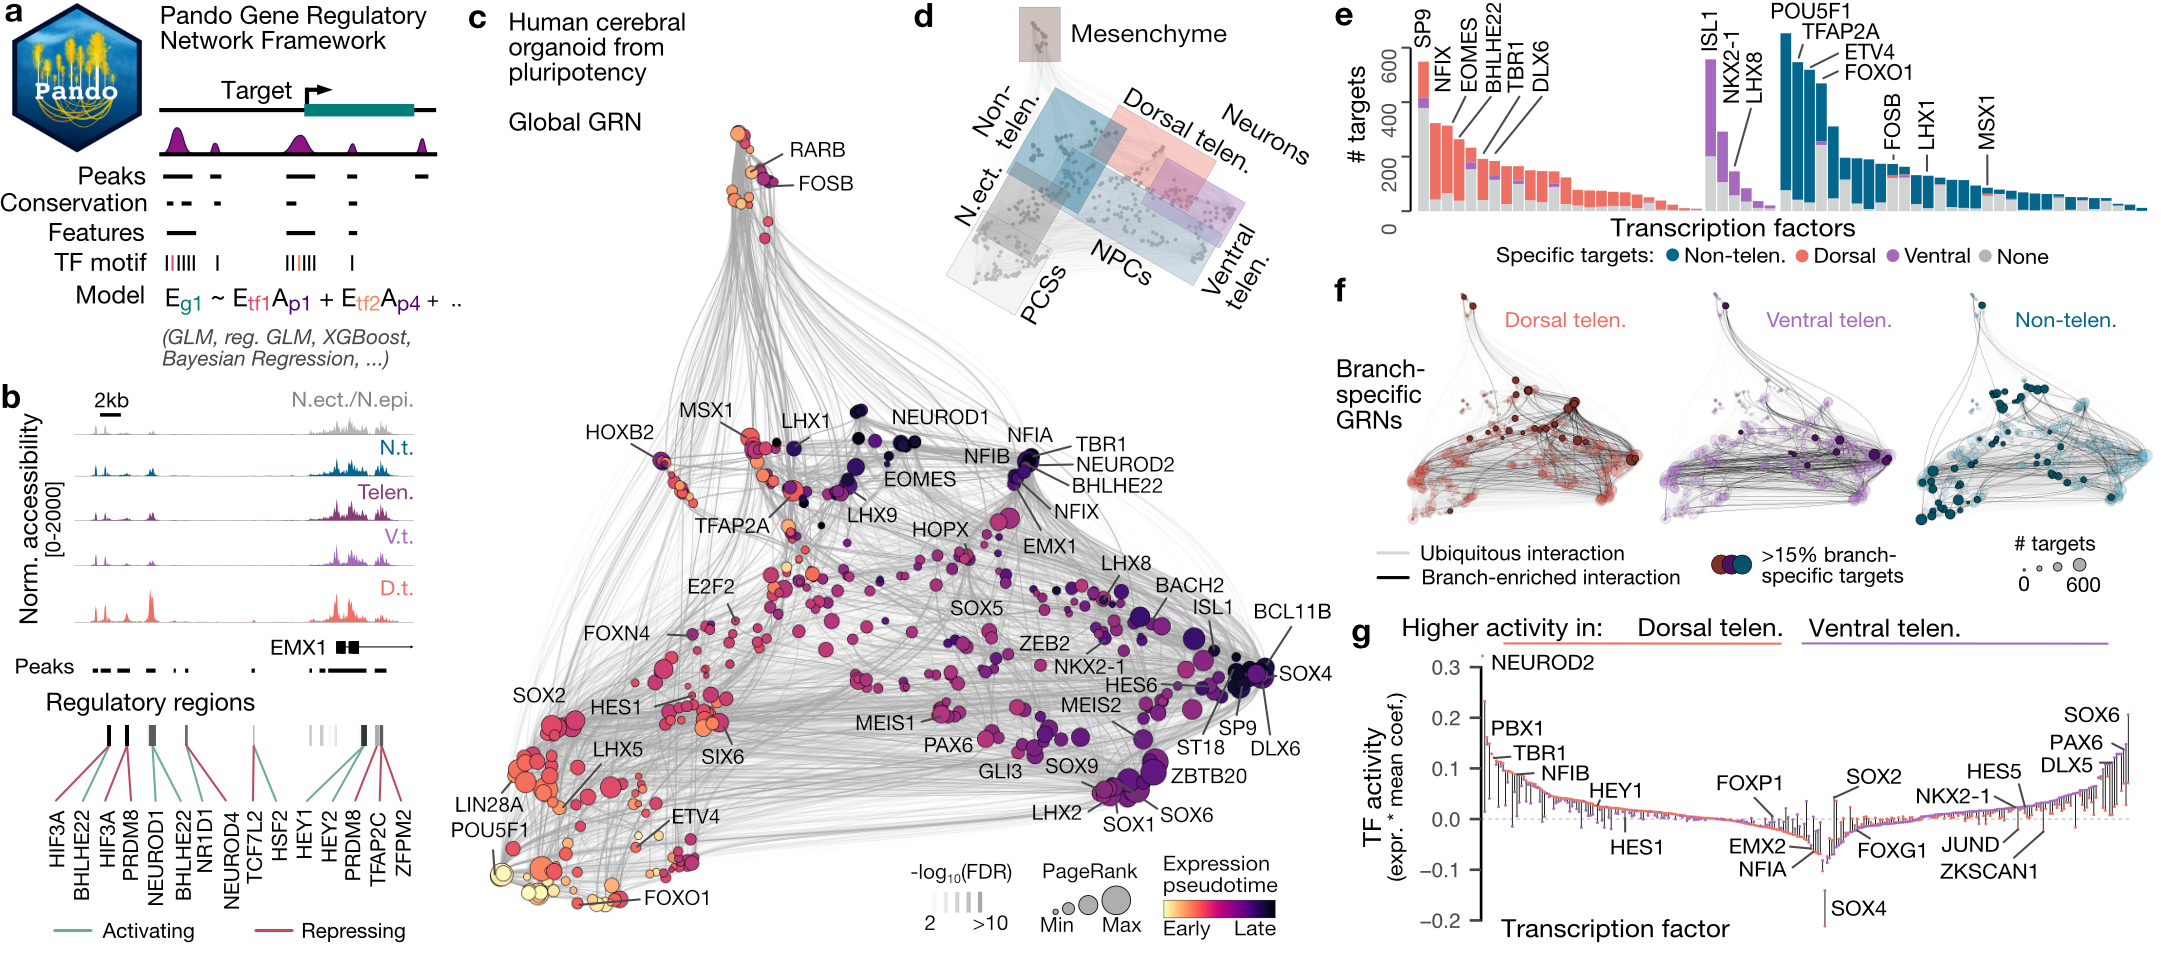 a
Pando
Pando Gene Regulatory
Network Framework
Target
Peaks
Conservation
Features
TF motif
Model
Eg1 ~ Etf1Ap1 + Etf2Ap4 + ..
(GLM, reg. GLM, XGBoost,
Bayesian Regression, ...)
b
2kb
N.ect./N.epi.
N.t.
Telen.
V.t.
D.t.
Norm. accessibility
[0-2000]
EMX1
Peaks
Regulatory regions
HIF3A
BHLHE22
HIF3A
PRDM8
NEUROD1
BHLHE22
NR1D1
NEUROD4
TCF7L2
HSF2
HEY1
HEY2
PRDM8
TFAP2C
ZFPM2
Activating
Repressing
c
Human cerebral
organoid from
pluripotency
Global GRN
RARB
FOSB
MSX1
LHX1
NEUROD1
HOXB2
NFIA
TBR1
NFIB
NEUROD2
BHLHE22
EOMES
NFIX
TFAP2A
LHX9
HOPX
EMX1
LHX8
E2F2
BACH2
SOX5
ISL1
BCL11B
FOXN4
ZEB2
NKX2-1
SOX4
HES6
SOX2
HES1
MEIS2
MEIS1
SP9
PAX6
ST18
DLX6
LHX5
SIX6
GLI3
SOX9
ZBTB20
LIN28A
LHX2
SOX6
SOX1
POU5F1
ETV4
FOXO1
-log10(FDR)
2
>10
PageRank
Min
Max
Expression
pseudotime
Early
Late
d
Mesenchyme
Non-
telen.
Dorsal telen.
Neurons
N.ect.
NPCs
Ventral
telen.
PCSs
e
# targets
0
200
400
600
SP9
NFIX
EOMES
BHLHE22
TBR1
DLX6
ISL1
NKX2-1
LHX8
POU5F1
TFAP2A
ETV4
FOXO1
FOSB
LHX1
MSX1
Transcription factors
Specific targets:
Non-telen.
Dorsal
Ventral
None
f
Dorsal telen.
Ventral telen.
Non-telen.
Branch-
specific
GRNs
Ubiquitous interaction
Branch-enriched interaction
>15% branch-
specific targets
# targets
0
600
g
Higher activity in:
Dorsal telen.
Ventral telen.
TF activity
(expr. * mean coef.)
0.3
0.2
0.1
0.0
−0.1
−0.2
NEUROD2
PBX1
TBR1
NFIB
HEY1
HES1
FOXP1
EMX2
NFIA
SOX2
SOX4
FOXG1
HES5
NKX2-1
JUND
ZKSCAN1
SOX6
PAX6
DLX5
Transcription factor